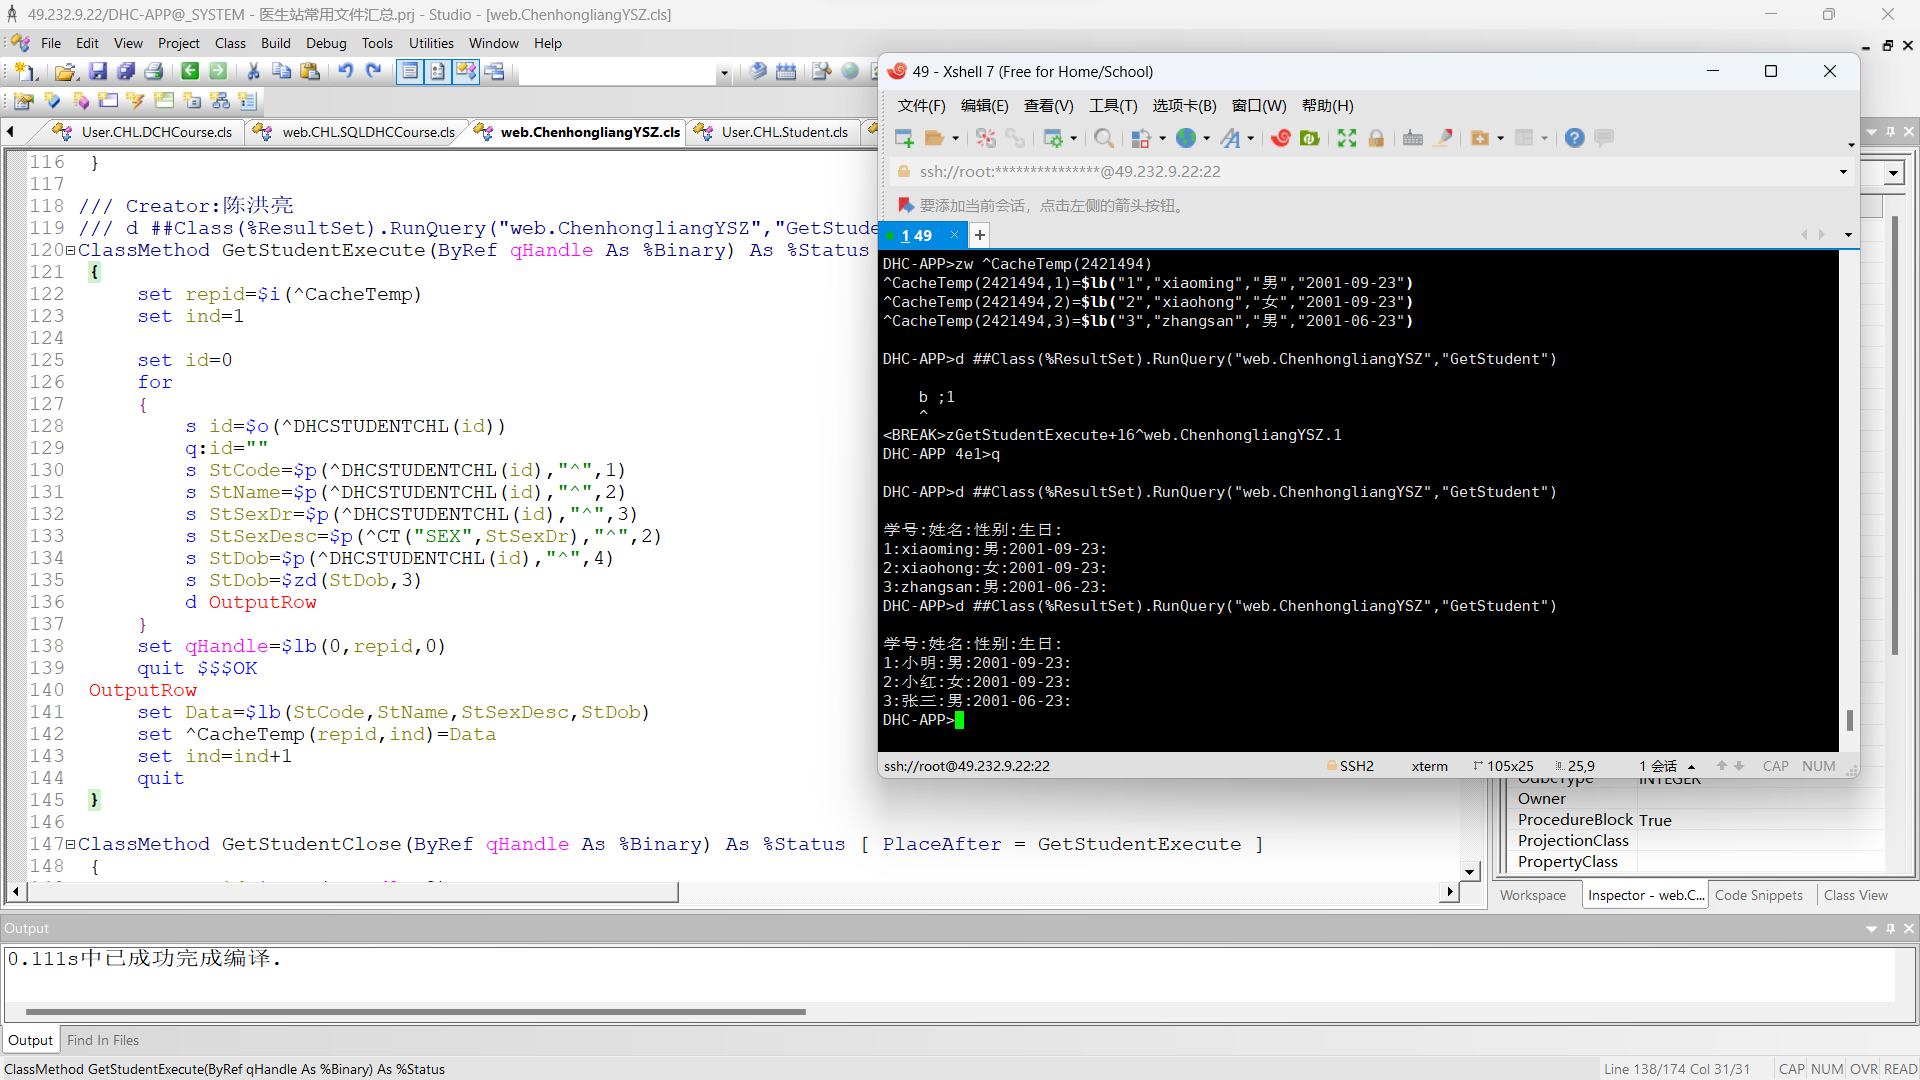 49.232.9.22/DHC-APP@_SYSTEM - 医生站常用文件汇总.prj - Studio - [web.ChenhongliangYSZ.cls]
File Edit View Project Class Build Debug Tools Utilities Window Help
User.CHL.DCHCourse.cls web.CHL.SQLDHCCourse.cls web.ChenhongliangYSZ.cls User.CHL.Student.cls
116 }
117
118 /// Creator:陈洪亮
119 /// d ##Class(%ResultSet).RunQuery("web.ChenhongliangYSZ","GetStude
120 ClassMethod GetStudentExecute(ByRef qHandle As %Binary) As %Status
121 {
122 set repid=$i(^CacheTemp)
123 set ind=1
124
125 set id=0
126 for
127 {
128 s id=$o(^DHCSTUDENTCHL(id))
129 q:id=""
130 s StCode=$p(^DHCSTUDENTCHL(id),"^",1)
131 s StName=$p(^DHCSTUDENTCHL(id),"^",2)
132 s StSexDr=$p(^DHCSTUDENTCHL(id),"^",3)
133 s StSexDesc=$p(^CT("SEX",StSexDr),"^",2)
134 s StDob=$p(^DHCSTUDENTCHL(id),"^",4)
135 s StDob=$zd(StDob,3)
136 d OutputRow
137 }
138 set qHandle=$lb(0,repid,0)
139 quit $$$OK
140 OutputRow
141 set Data=$lb(StCode,StName,StSexDesc,StDob)
142 set ^CacheTemp(repid,ind)=Data
143 set ind=ind+1
144 quit
145 }
146
147 ClassMethod GetStudentClose(ByRef qHandle As %Binary) As %Status [ PlaceAfter = GetStudentExecute ]
148 {
49 - Xshell 7 (Free for Home/School)
文件(F) 编辑(E) 查看(V) 工具(T) 选项卡(B) 窗口(W) 帮助(H)
ssh://root:***************@49.232.9.22:22
要添加当前会话，点击左侧的箭头按钮。
1 49 × +
DHC-APP>zw ^CacheTemp(2421494)
^CacheTemp(2421494,1)=$lb("1","xiaoming","男","2001-09-23")
^CacheTemp(2421494,2)=$lb("2","xiaohong","女","2001-09-23")
^CacheTemp(2421494,3)=$lb("3","zhangsan","男","2001-06-23")
DHC-APP>d ##Class(%ResultSet).RunQuery("web.ChenhongliangYSZ","GetStudent")
b ;1
^
<BREAK>zGetStudentExecute+16^web.ChenhongliangYSZ.1
DHC-APP 4e1>q
DHC-APP>d ##Class(%ResultSet).RunQuery("web.ChenhongliangYSZ","GetStudent")
学号:姓名:性别:生日:
1:xiaoming:男:2001-09-23:
2:xiaohong:女:2001-09-23:
3:zhangsan:男:2001-06-23:
DHC-APP>d ##Class(%ResultSet).RunQuery("web.ChenhongliangYSZ","GetStudent")
学号:姓名:性别:生日:
1:小明:男:2001-09-23:
2:小红:女:2001-09-23:
3:张三:男:2001-06-23:
DHC-APP>
ssh://root@49.232.9.22:22 SSH2 xterm 105x25 25,9 1 会话 CAP NUM
OdbcType INTEGER
Owner
ProcedureBlock True
ProjectionClass
PropertyClass
Workspace Inspector - web.C... Code Snippets Class View
Output
0.111s中已成功完成编译.
Output Find In Files
ClassMethod GetStudentExecute(ByRef qHandle As %Binary) As %Status Line 138/174 Col 31/31 CAP NUM OVR READ